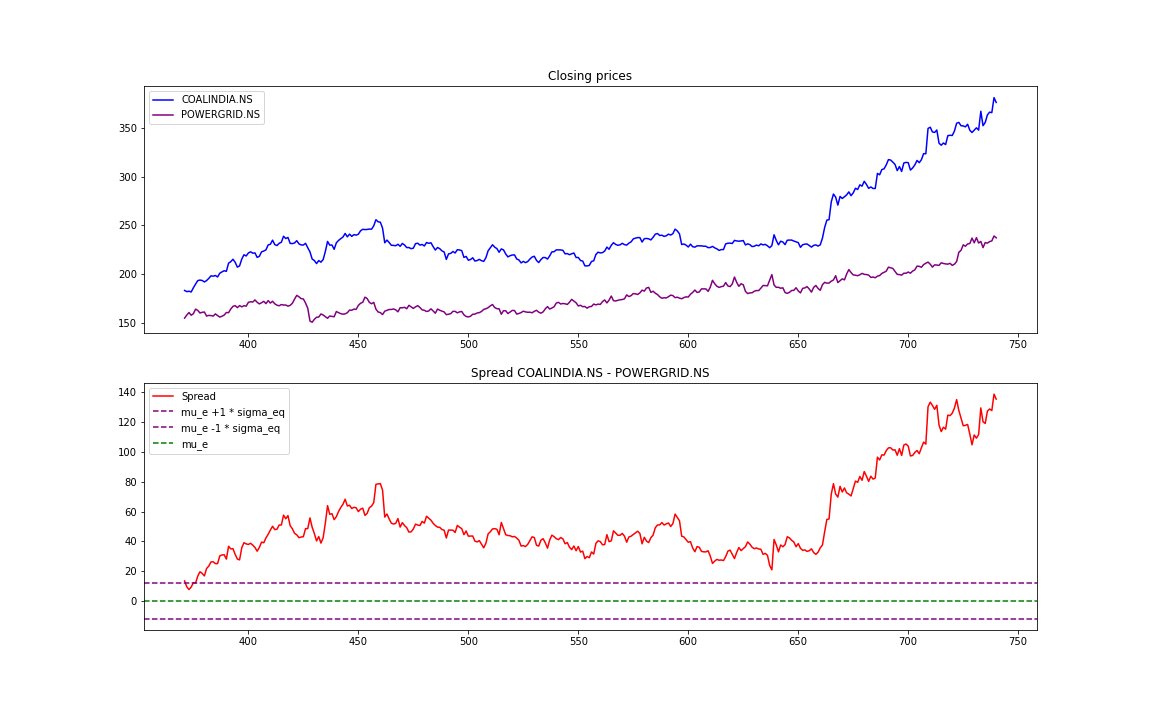 Closing prices
COALINDIA.NS
POWERGRID.NS
350
300
250
200
150
400 450 500 550 600 650 700 750
Spread COALINDIA.NS - POWERGRID.NS
Spread
mu_e +1 * sigma_eq
mu_e -1 * sigma_eq
mu_e
140
120
100
80
60
40
20
0
400 450 500 550 600 650 700 750